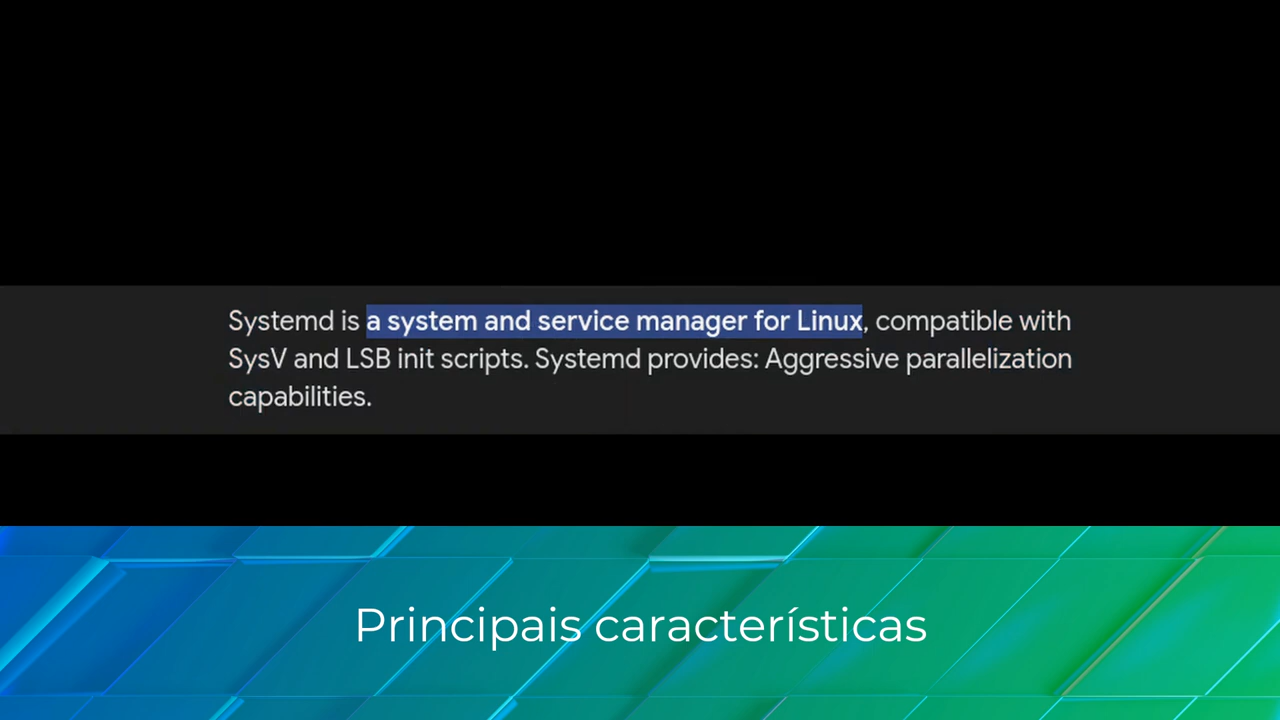 Systemd is a system and service manager for Linux, compatible with
SysV and LSB init scripts. Systemd provides: Aggressive parallelization
capabilities.
Principais características